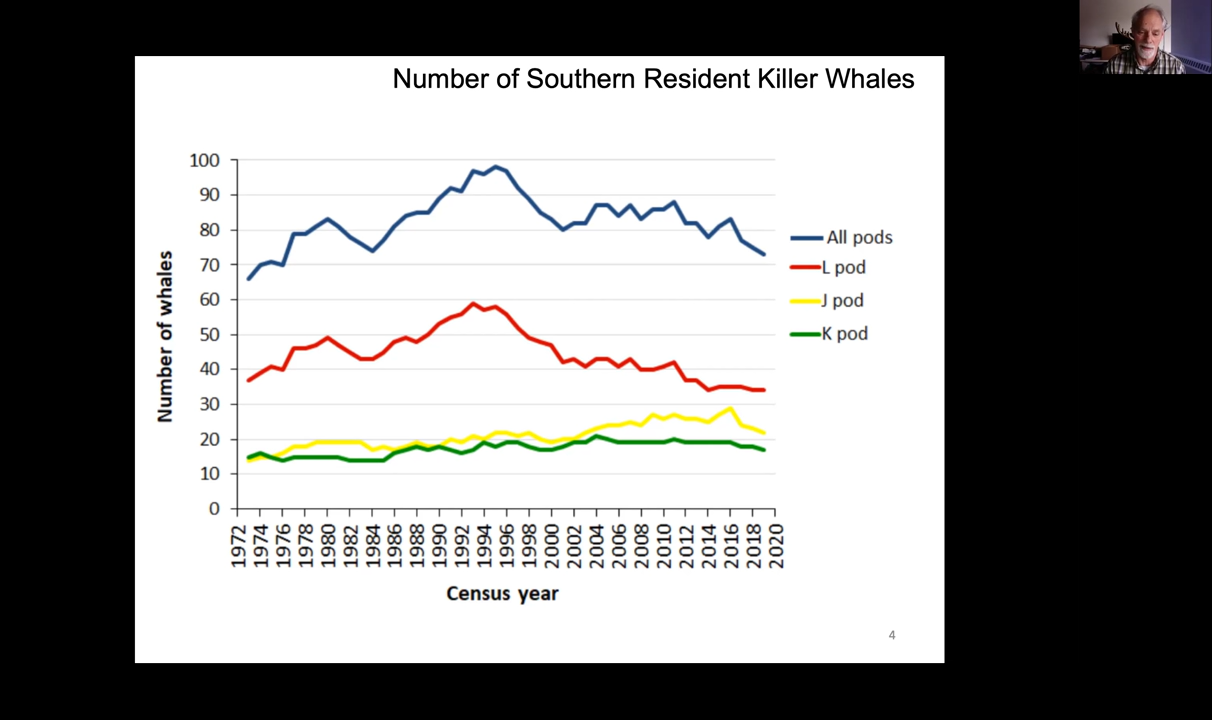 Number of Southern Resident Killer Whales
100
90
80
70
60
50
40
30
20
10
0
Number of whales
1972 1974 1976 1978 1980 1982 1984 1986 1988 1990 1992 1994 1996 1998 2000 2002 2004 2006 2008 2010 2012 2014 2016 2018 2020
Census year
All pods
L pod
J pod
K pod
4